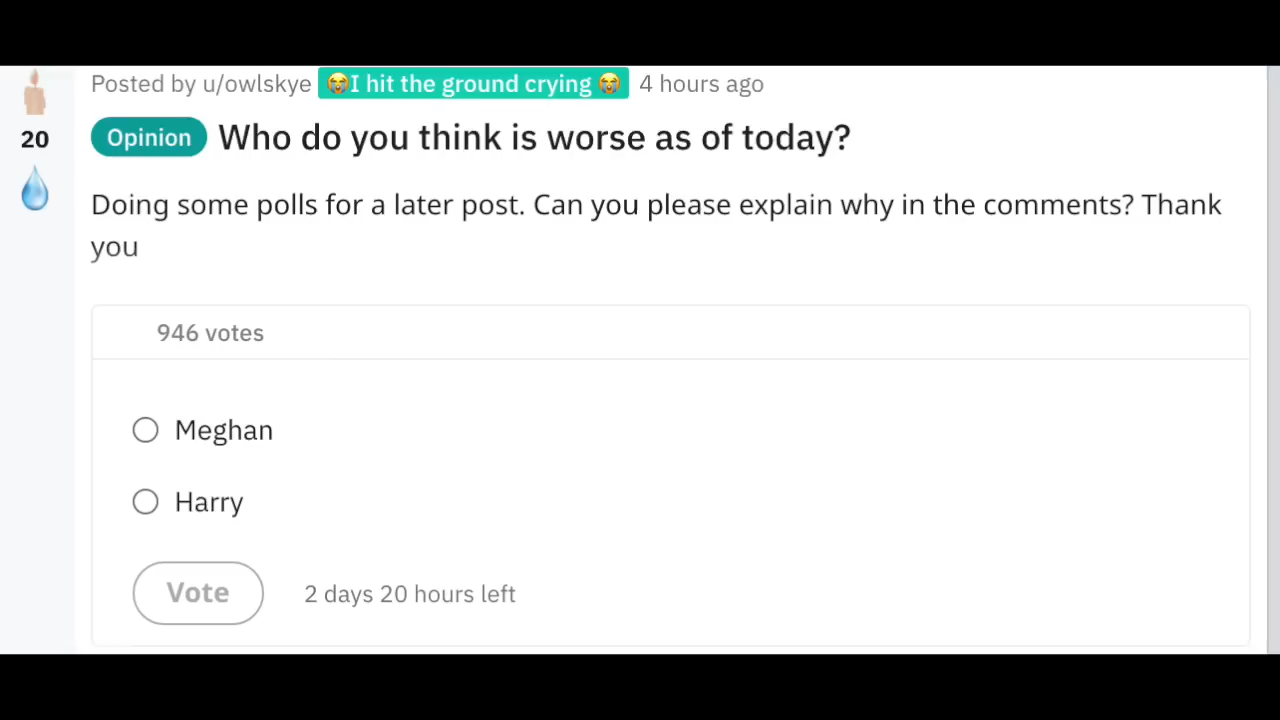 Posted by u/owlskye 😭I hit the ground crying 😭 4 hours ago
20
Opinion Who do you think is worse as of today?
Doing some polls for a later post. Can you please explain why in the comments? Thank
you
946 votes
Meghan
Harry
Vote 2 days 20 hours left